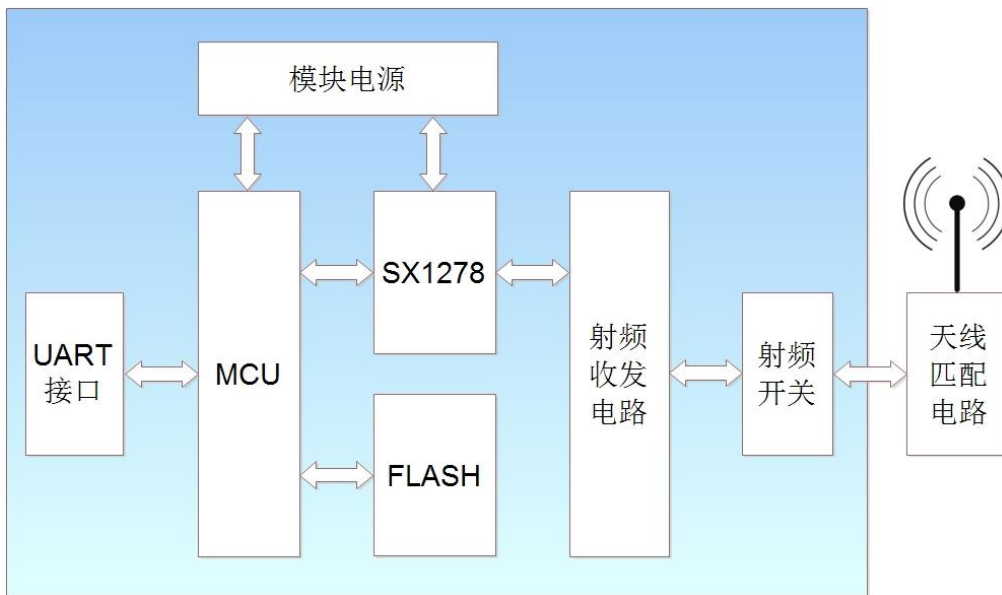 模块电源
UART
接口
MCU
SX1278
FLASH
射频
收发
电路
射频
开关
天线
匹配
电路